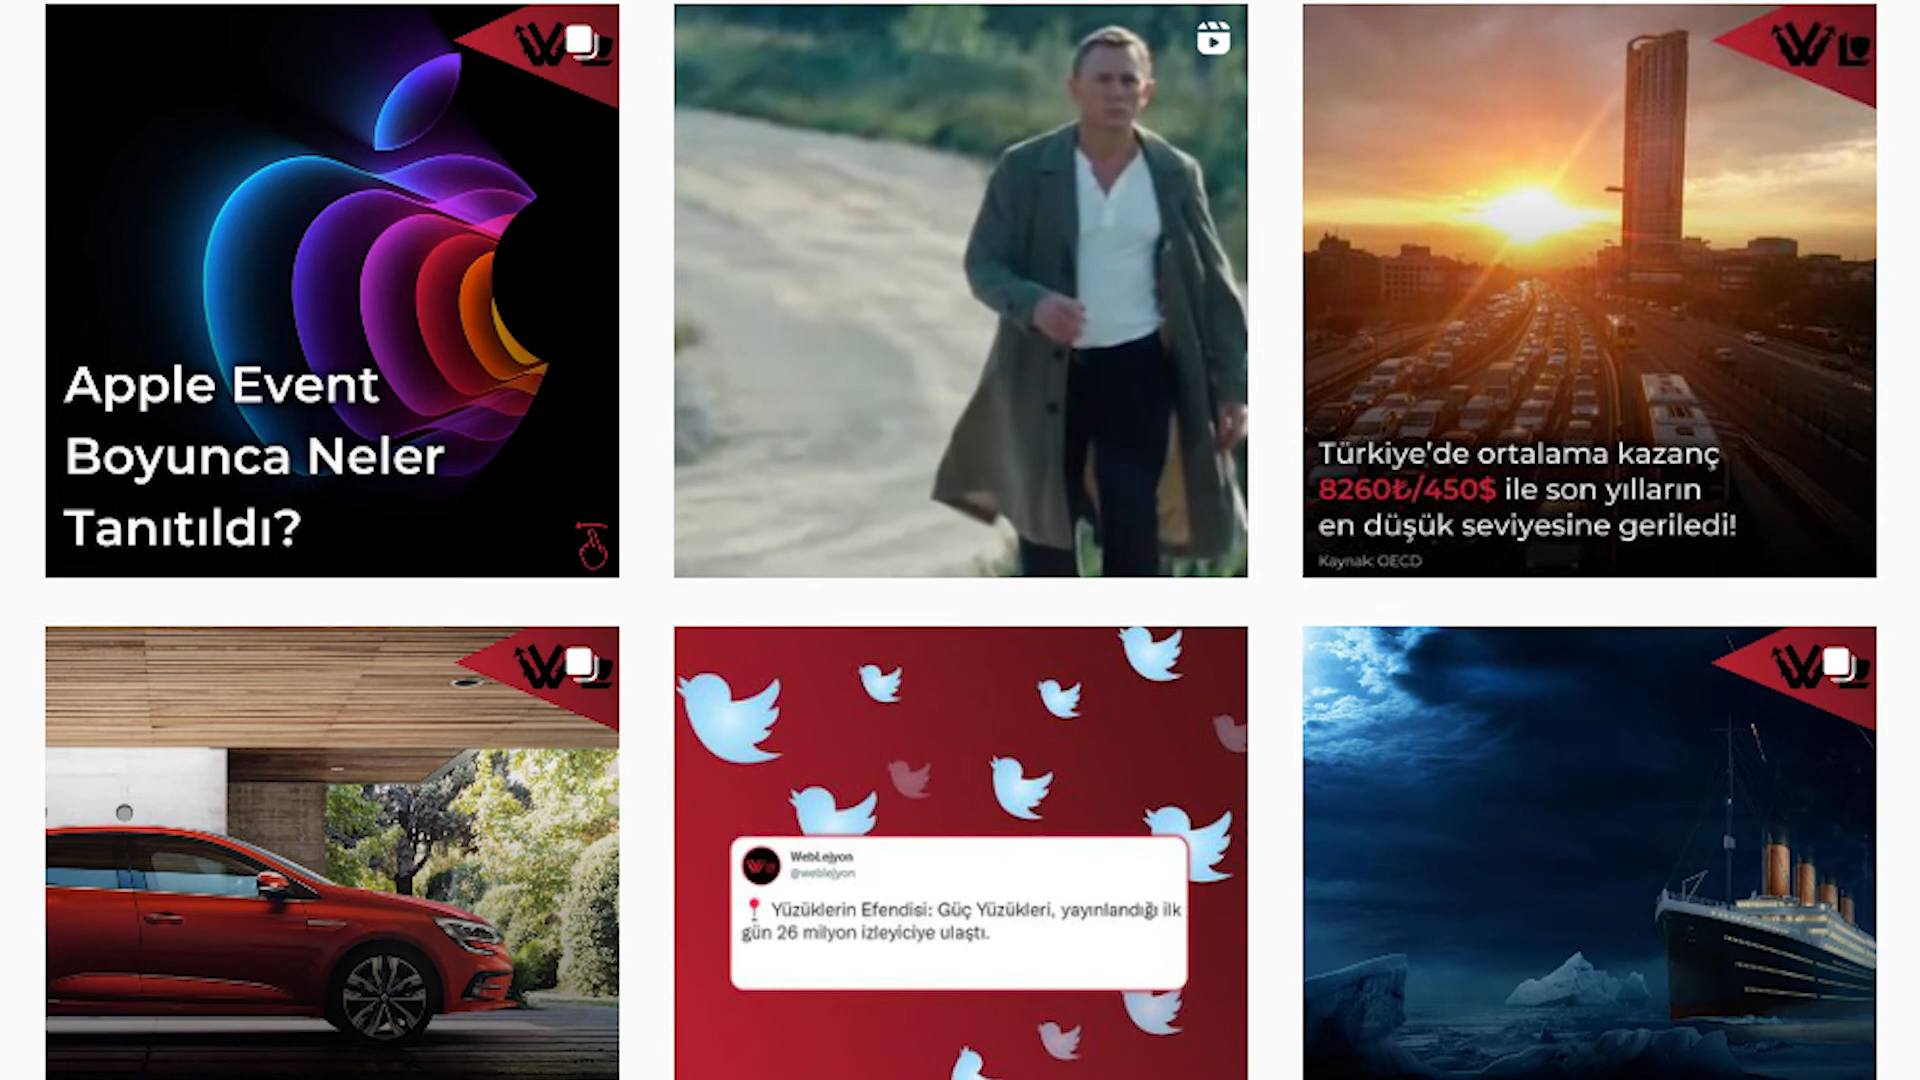 Apple Event
Boyunca Neler
Tanıtıldı?
WL
Türkiye'de ortalama kazanç
8260₺/450$ ile son yılların
en düşük seviyesine geriledi!
Kaynak: OECD
WebLejyon
@weblejyon
📍 Yüzüklerin Efendisi: Güç Yüzükleri, yayınlandığı ilk
gün 26 milyon izleyiciye ulaştı.